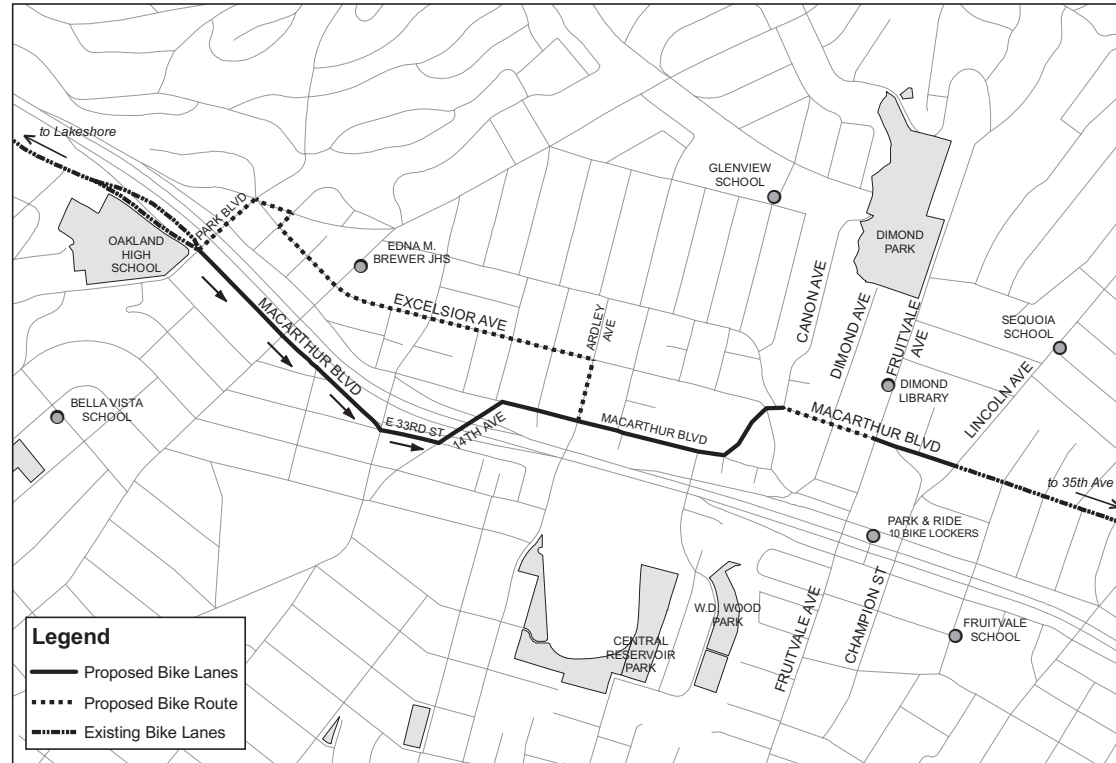 to Lakeshore
PARK BLVD
OAKLAND
HIGH
SCHOOL
EDNA M.
BREWER JHS
GLENVIEW
SCHOOL
DIMOND
PARK
MACARTHUR BLVD
EXCELSIOR AVE
ARDLEY
AVE
CANON AVE
DIMOND AVE
FRUITVALE
AVE
SEQUOIA
SCHOOL
LINCOLN AVE
DIMOND
LIBRARY
BELLA VISTA
SCHOOL
E 33RD ST
14TH AVE
MACARTHUR BLVD
MACARTHUR BLVD
to 35th Ave
PARK & RIDE
10 BIKE LOCKERS
W.D. WOOD
PARK
CENTRAL
RESERVOIR
PARK
FRUITVALE AVE
CHAMPION ST
FRUITVALE
SCHOOL
Legend
Proposed Bike Lanes
Proposed Bike Route
Existing Bike Lanes